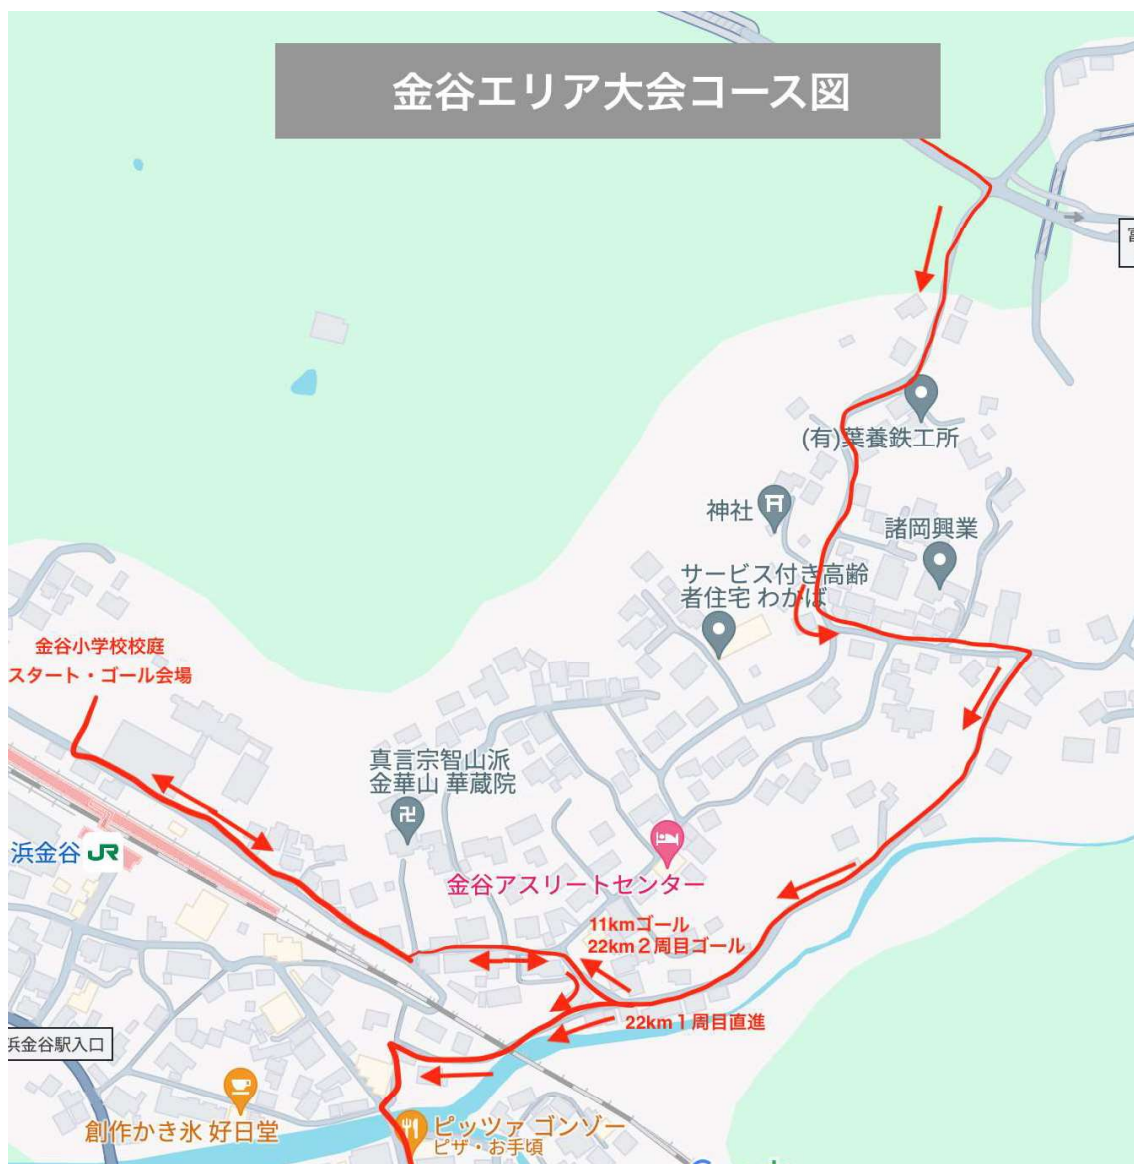 金谷エリア大会コース図
(有)葉養鉄工所
神社
諸岡興業
サービス付き高齢
者住宅 わかば
金谷小学校校庭
スタート・ゴール会場
真言宗智山派
金華山 華蔵院
浜金谷 JR
金谷アスリートセンター
11kmゴール
22km2周目ゴール
22km1周目直進
浜金谷駅入口
創作かき氷 好日堂
ピッツァ ゴンゾー
ピザ・お手頃